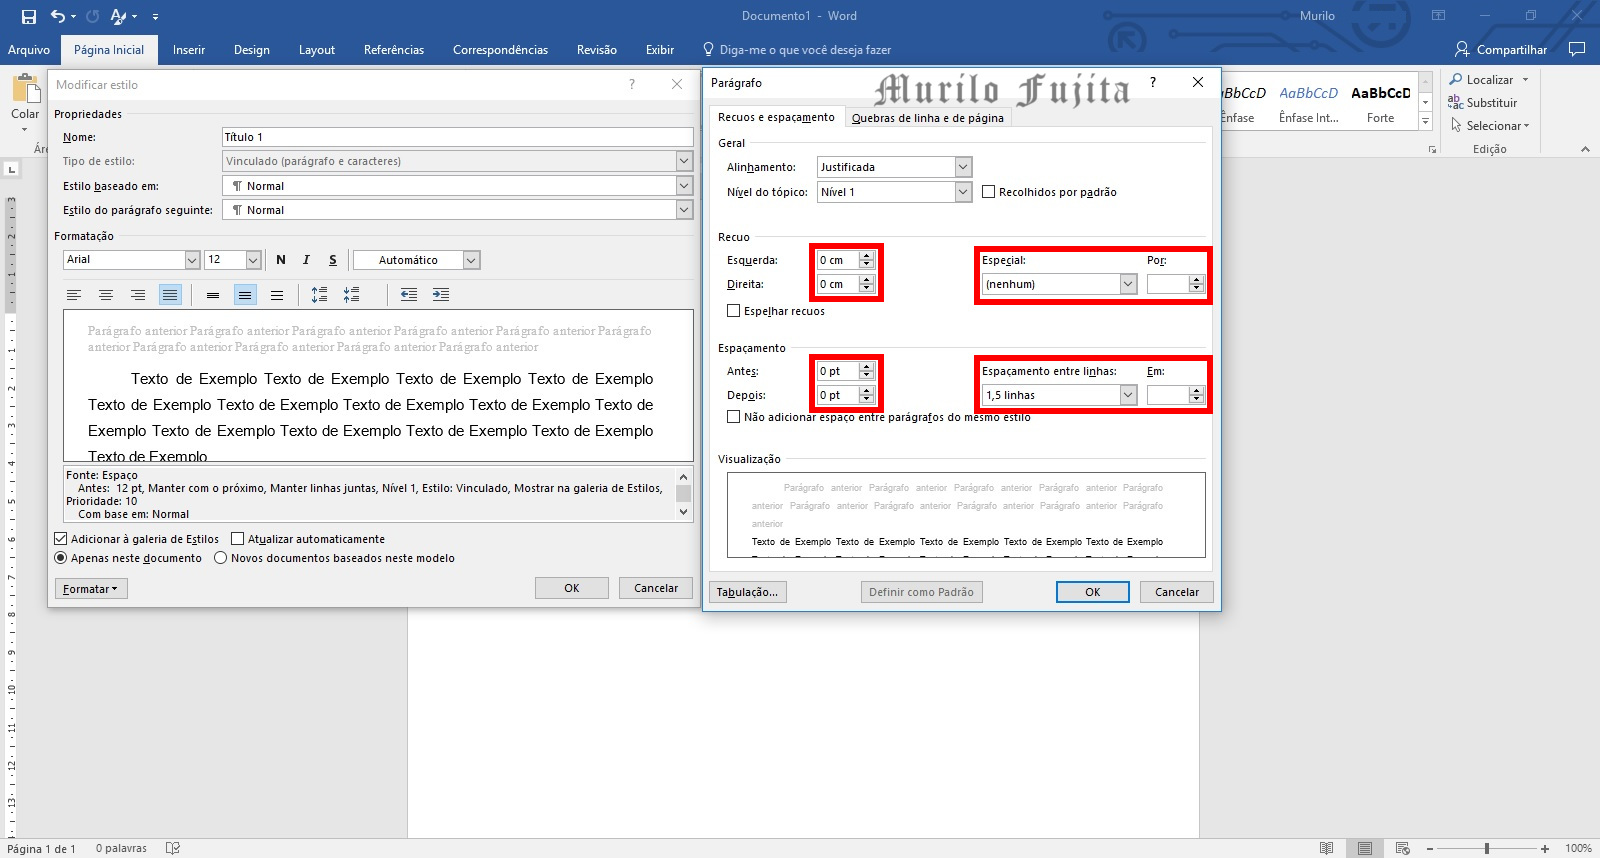 Documento1 - Word
Murilo
Arquivo Página Inicial Inserir Design Layout Referências Correspondências Revisão Exibir Diga-me o que você deseja fazer Compartilhar
Colar
Modificar estilo
Propriedades
Nome: Título 1
Tipo de estilo: Vinculado (parágrafo e caracteres)
Estilo baseado em: ¶ Normal
Estilo do parágrafo seguinte: ¶ Normal
Formatação
Arial 12 N I S Automático
Parágrafo anterior Parágrafo anterior Parágrafo anterior Parágrafo anterior Parágrafo anterior Parágrafo
anterior Parágrafo anterior Parágrafo anterior Parágrafo anterior Parágrafo anterior
Texto de Exemplo Texto de Exemplo Texto de Exemplo Texto de Exemplo
Texto de Exemplo Texto de Exemplo Texto de Exemplo Texto de Exemplo Texto de
Exemplo Texto de Exemplo Texto de Exemplo Texto de Exemplo Texto de Exemplo
Texto de Exemplo
Fonte: Espaço
Antes: 12 pt, Manter com o próximo, Manter linhas juntas, Nível 1, Estilo: Vinculado, Mostrar na galeria de Estilos,
Prioridade: 10
Com base em: Normal
Adicionar à galeria de Estilos Atualizar automaticamente
Apenas neste documento Novos documentos baseados neste modelo
Formatar OK Cancelar
Parágrafo
Murilo Fujita
?
Recuos e espaçamento Quebras de linha e de página
Geral
Alinhamento: Justificada
Nível do tópico: Nível 1 Recolhidos por padrão
Recuo
Esquerda: 0 cm Especial: Por:
Direita: 0 cm (nenhum)
Espelhar recuos
Espaçamento
Antes: 0 pt Espaçamento entre linhas: Em:
Depois: 0 pt 1,5 linhas
Não adicionar espaço entre parágrafos do mesmo estilo
Visualização
Parágrafo anterior Parágrafo anterior Parágrafo anterior Parágrafo anterior Parágrafo
anterior Parágrafo anterior Parágrafo anterior Parágrafo anterior Parágrafo anterior Parágrafo
anterior
Texto de Exemplo Texto de Exemplo Texto de Exemplo Texto de Exemplo Texto de Exemplo
Tabulação... Definir como Padrão OK Cancelar
AaBbCcD AaBbCcD
Ênfase Int... Forte
Localizar
Substituir
Selecionar
Edição
Página 1 de 1 0 palavras 100%